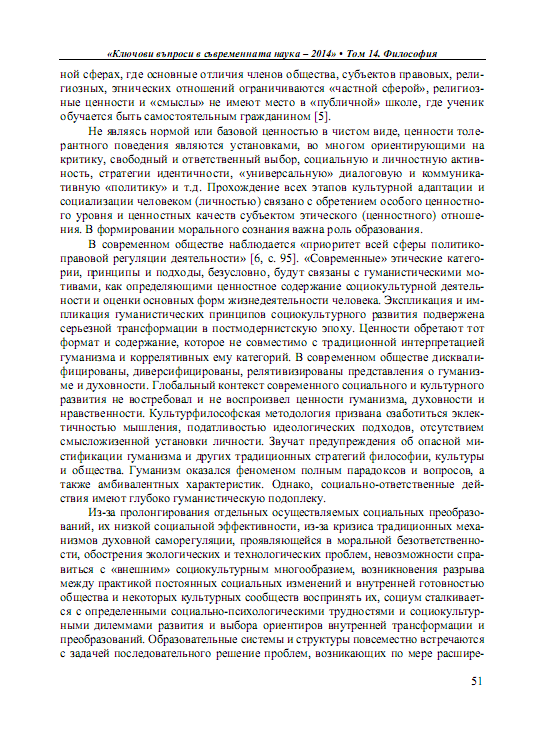 «Ключови въпроси в съвременната наука – 2014» • Том 14. Философия
ной сферах, где основные отличия членов общества, субъектов правовых, рели-
гиозных, этнических отношений ограничиваются «частной сферой», религиоз-
ные ценности и «смыслы» не имеют место в «публичной» школе, где ученик
обучается быть самостоятельным гражданином [5].
Не являясь нормой или базовой ценностью в чистом виде, ценности толе-
рантного поведения являются установками, во многом ориентирующими на
критику, свободный и ответственный выбор, социальную и личностную актив-
ность, стратегии идентичности, «универсальную» диалоговую и коммуника-
тивную «политику» и т.д. Прохождение всех этапов культурной адаптации и
социализации человеком (личностью) связано с обретением особого ценностно-
го уровня и ценностных качеств субъектом этического (ценностного) отноше-
ния. В формировании морального сознания важна роль образования.
В современном обществе наблюдается «приоритет всей сферы политико-
правовой регуляции деятельности» [6, с. 95]. «Современные» этические катего-
рии, принципы и подходы, безусловно, будут связаны с гуманистическими мо-
тивами, как определяющими ценностное содержание социокультурной деятель-
ности и оценки основных форм жизнедеятельности человека. Экспликация и им-
пликация гуманистических принципов социокультурного развития подвержена
серьезной трансформации в постмодернистскую эпоху. Ценности обретают тот
формат и содержание, которое не совместимо с традиционной интерпретацией
гуманизма и коррелятивных ему категорий. В современном обществе дисквали-
фицированы, диверсифицированы, релятивизированы представления о гуманиз-
ме и духовности. Глобальный контекст современного социального и культурного
развития не востребовал и не воспроизвел ценности гуманизма, духовности и
нравственности. Культурфилософская методология призвана озаботиться эклек-
тичностью мышления, податливостью идеологических подходов, отсутствием
смысложизненной установки личности. Звучат предупреждения об опасной ми-
стификации гуманизма и других традиционных стратегий философии, культуры
и общества. Гуманизм оказался феноменом полным парадоксов и вопросов, а
также амбивалентных характеристик. Однако, социально-ответственные дей-
ствия имеют глубоко гуманистическую подоплеку.
Из-за пролонгирования отдельных осуществляемых социальных преобразо-
ваний, их низкой социальной эффективности, из-за кризиса традиционных меха-
низмов духовной саморегуляции, проявляющейся в моральной безответственно-
сти, обострения экологических и технологических проблем, невозможности спра-
виться с «внешним» социокультурным многообразием, возникновения разрыва
между практикой постоянных социальных изменений и внутренней готовностью
общества и некоторых культурных сообществ воспринять их, социум сталкивает-
ся с определенными социально-психологическими трудностями и социокультур-
ными дилеммами развития и выбора ориентиров внутренней трансформации и
преобразований. Образовательные системы и структуры повсеместно встречаются
с задачей последовательного решение проблем, возникающих по мере расшире-
51